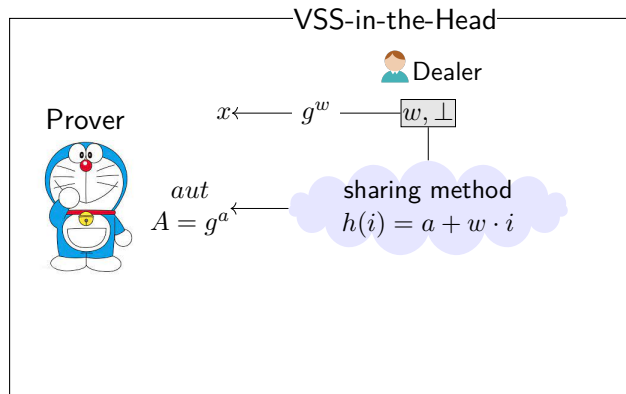 VSS-in-the-Head
Dealer
x ← g^w — w, ⊥
Prover
sharing method
aut
h(i) = a + w · i
A = g^a